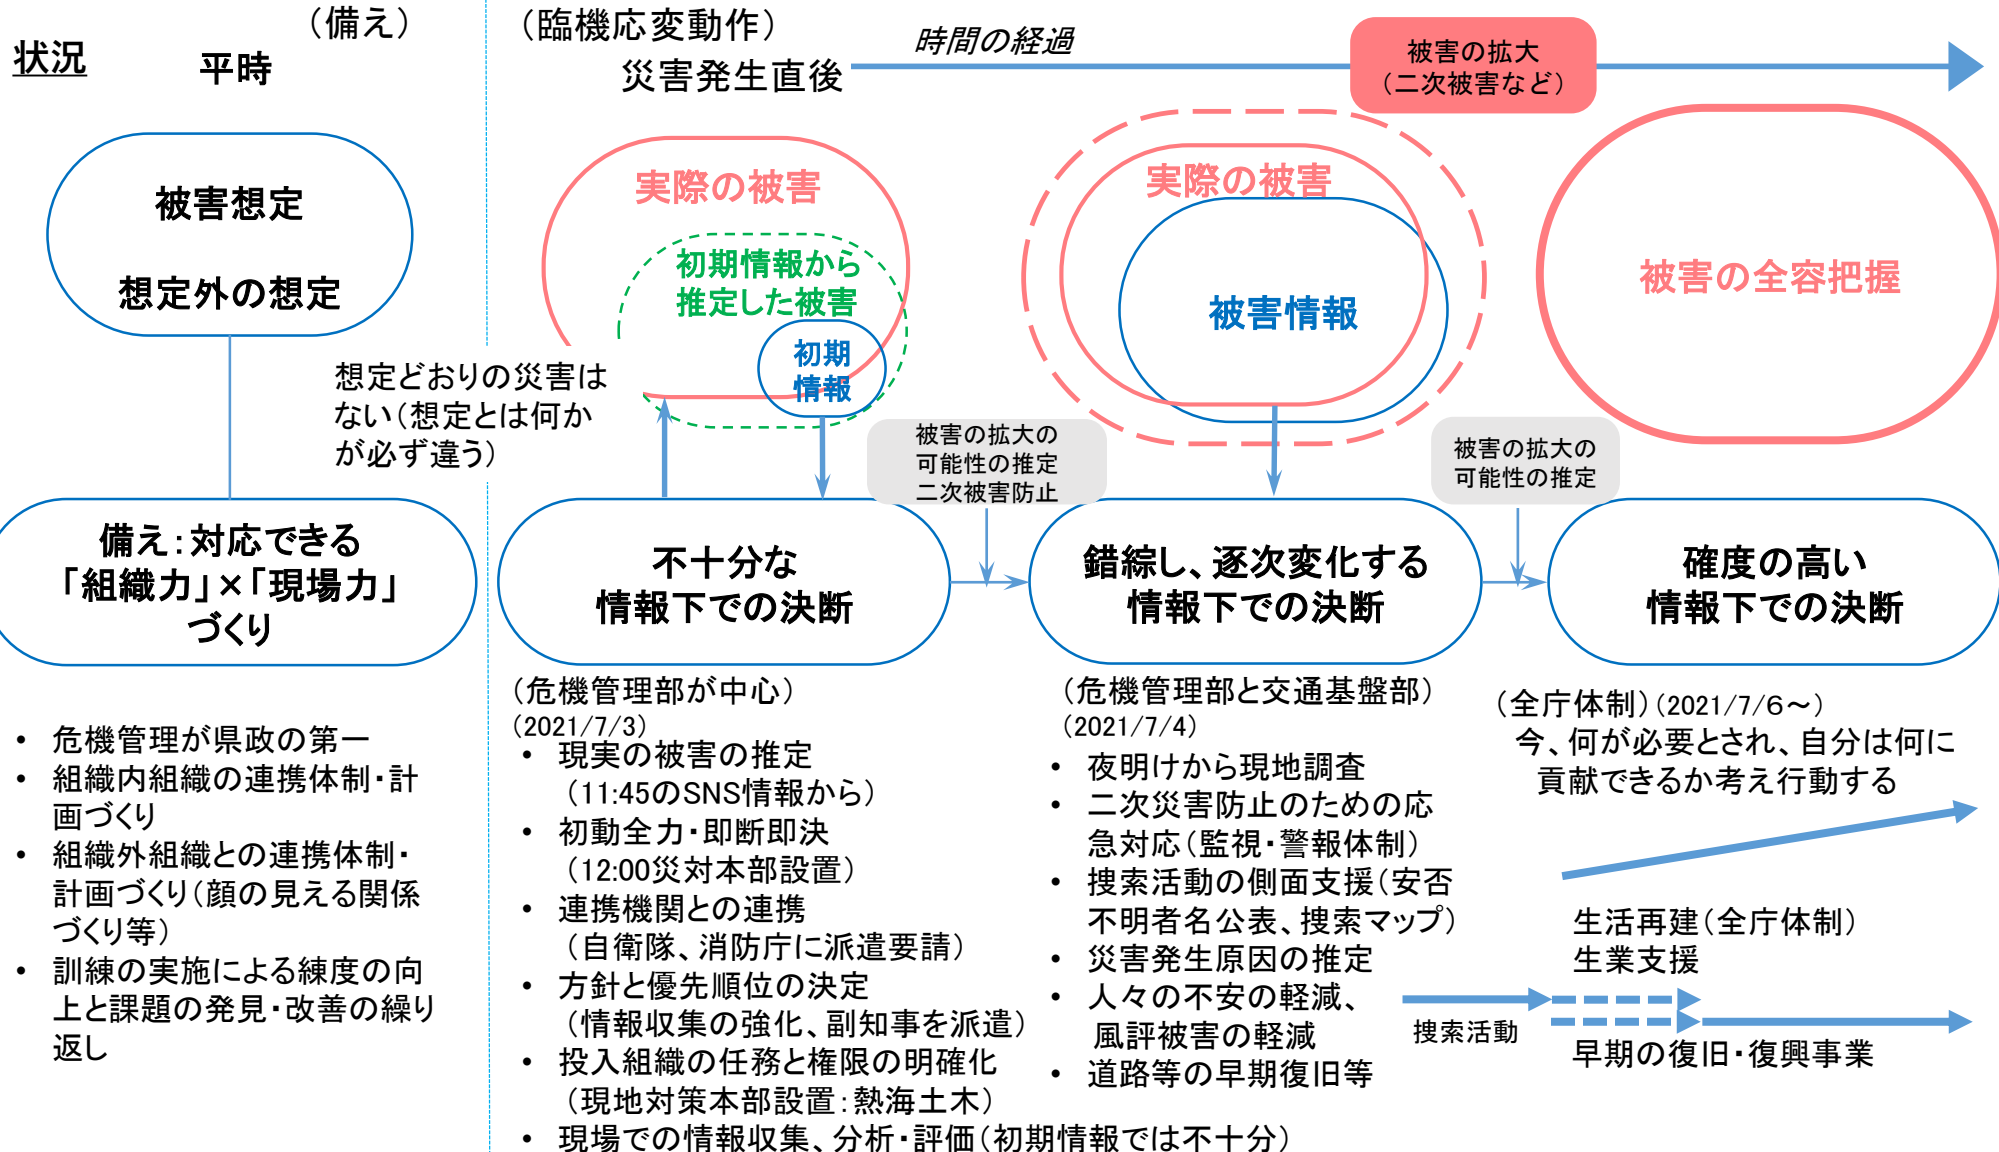 （備え）
（臨機応変動作）
状況
平時
災害発生直後
時間の経過
被害の拡大
（二次被害など）
被害想定
想定外の想定
実際の被害
初期情報から
推定した被害
初期
情報
実際の被害
被害情報
被害の全容把握
想定どおりの災害は
ない（想定とは何か
が必ず違う）
被害の拡大の
可能性の推定
二次被害防止
被害の拡大の
可能性の推定
備え：対応できる
「組織力」×「現場力」
づくり
不十分な
情報下での決断
錯綜し、逐次変化する
情報下での決断
確度の高い
情報下での決断
• 危機管理が県政の第一
• 組織内組織の連携体制・計
画づくり
• 組織外組織との連携体制・
計画づくり（顔の見える関係
づくり等）
• 訓練の実施による練度の向
上と課題の発見・改善の繰り
返し
（危機管理部が中心）
（2021/7/3）
• 現実の被害の推定
（11:45のSNS情報から）
• 初動全力・即断即決
（12:00災対本部設置）
• 連携機関との連携
（自衛隊、消防庁に派遣要請）
• 方針と優先順位の決定
（情報収集の強化、副知事を派遣）
• 投入組織の任務と権限の明確化
（現地対策本部設置：熱海土木）
• 現場での情報収集、分析・評価（初期情報では不十分）
（危機管理部と交通基盤部）
（2021/7/4）
• 夜明けから現地調査
• 二次災害防止のための応
急対応（監視・警報体制）
• 捜索活動の側面支援（安否
不明者名公表、捜索マップ）
• 災害発生原因の推定
• 人々の不安の軽減、
風評被害の軽減
• 道路等の早期復旧等
（全庁体制）（2021/7/6～）
今、何が必要とされ、自分は何に
貢献できるか考え行動する
生活再建（全庁体制）
生業支援
捜索活動
早期の復旧・復興事業